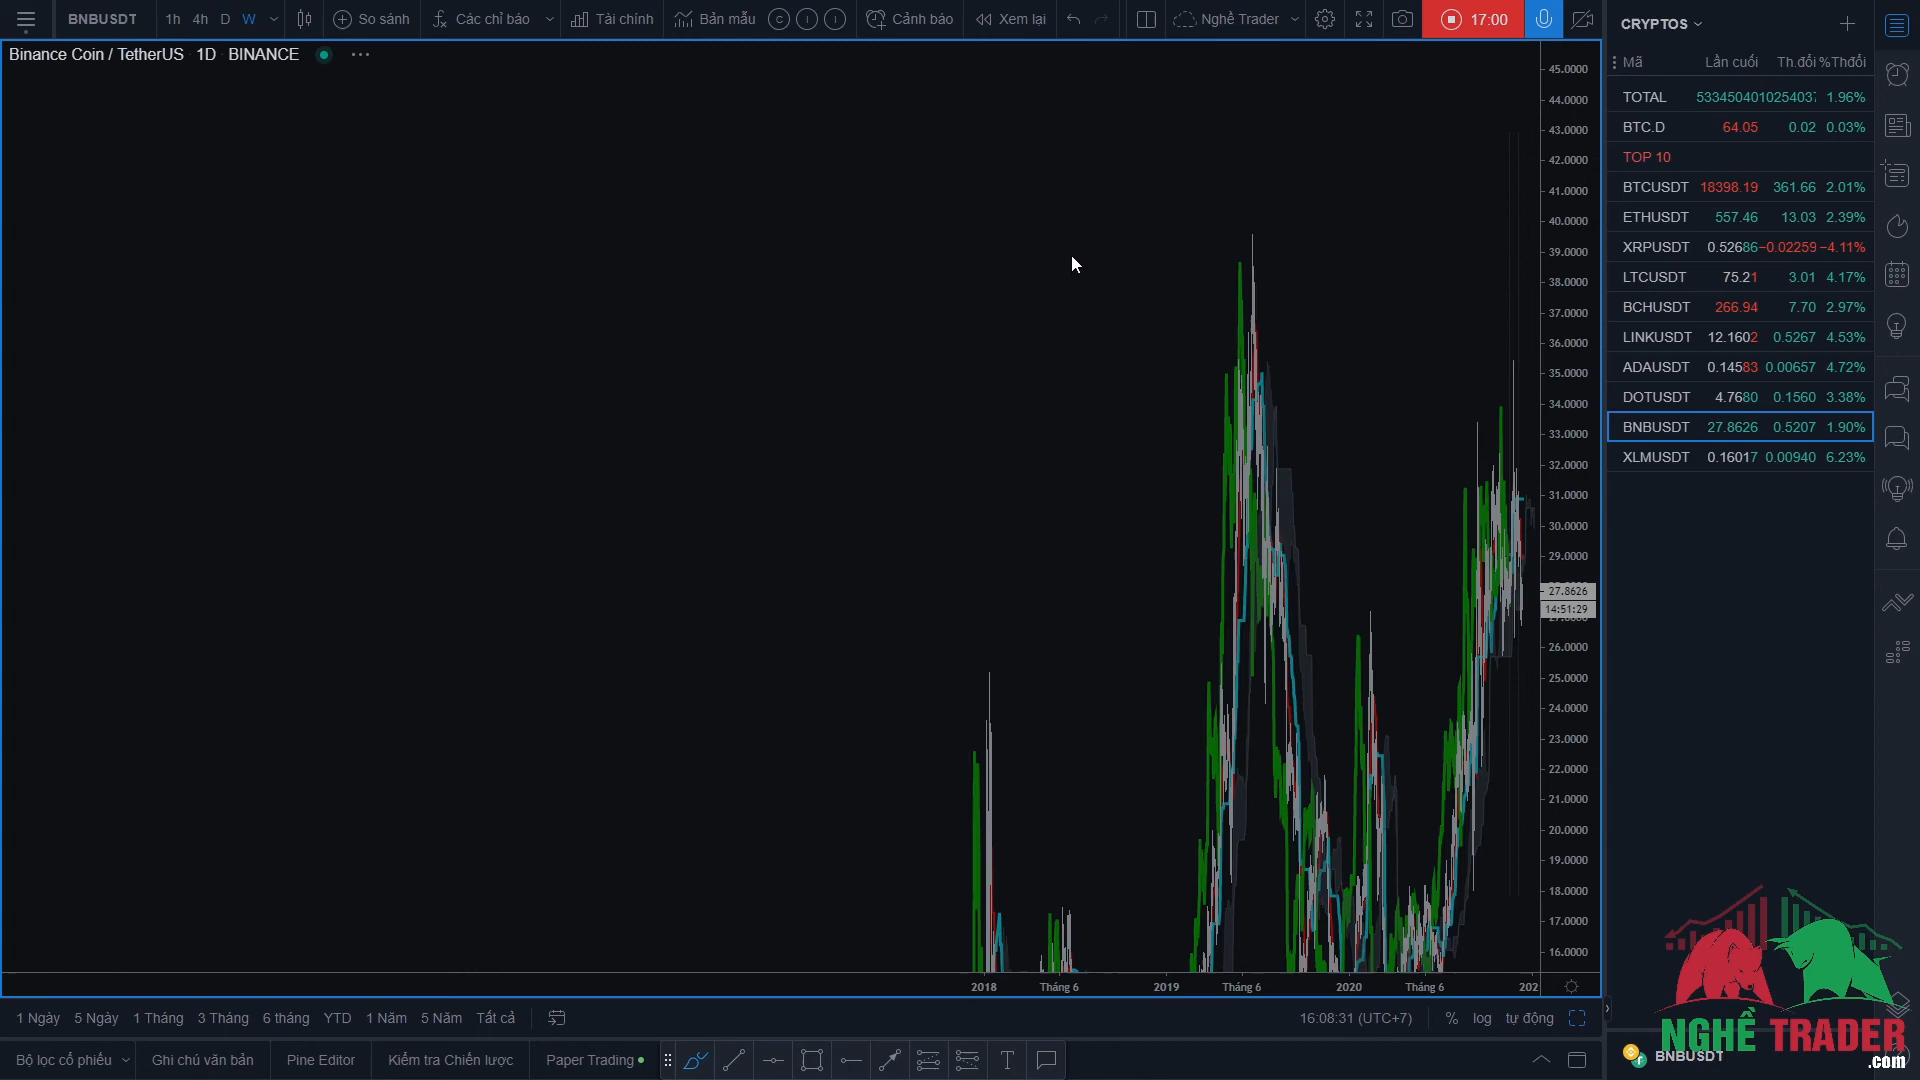 BNBUSDT 1h 4h D W So sánh Các chỉ báo Tài chính Bản mẫu C I I Cảnh báo Xem lại Nghề Trader 17:00
Binance Coin / TetherUS 1D BINANCE
45.0000
44.0000
43.0000
42.0000
41.0000
40.0000
39.0000
38.0000
37.0000
36.0000
35.0000
34.0000
33.0000
32.0000
31.0000
30.0000
29.0000
27.8626
14:51:29
26.0000
25.0000
24.0000
23.0000
22.0000
21.0000
20.0000
19.0000
18.0000
17.0000
16.0000
2018 Tháng 6 2019 Tháng 6 2020 Tháng 6 202
1 Ngày 5 Ngày 1 Tháng 3 Tháng 6 tháng YTD 1 Năm 5 Năm Tất cả 16:08:31 (UTC+7) % log tự động
Bộ lọc cổ phiếu Ghi chú văn bản Pine Editor Kiểm tra Chiến lược Paper Trading
CRYPTOS
Mã Lần cuối Th.đổi %Thđổi
TOTAL 1.96%
BTC.D 64.05 0.02 0.03%
TOP 10
BTCUSDT 18398.19 361.66 2.01%
ETHUSDT 557.46 13.03 2.39%
XRPUSDT 0.52686 −0.02259 −4.11%
LTCUSDT 75.21 3.01 4.17%
BCHUSDT 266.94 7.70 2.97%
LINKUSDT 12.1602 0.5267 4.53%
ADAUSDT 0.14583 0.00657 4.72%
DOTUSDT 4.7680 0.1560 3.38%
BNBUSDT 27.8626 0.5207 1.90%
XLMUSDT 0.16017 0.00940 6.23%
NGHỀ TRADER
.com
BNBUSDT